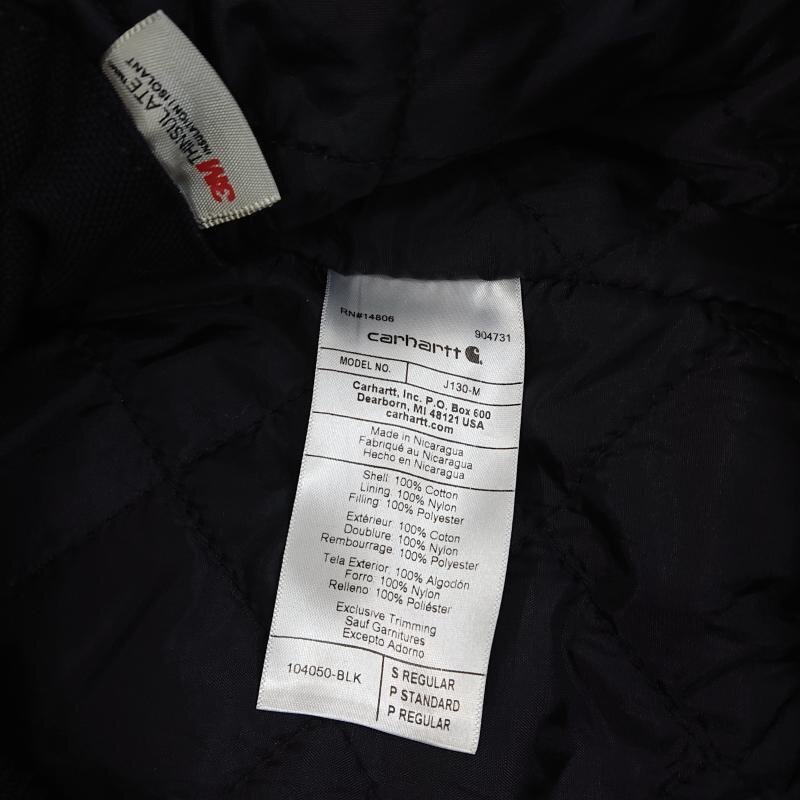 3M THINSULATE™
INSULATION | ISOLANT
RN#14806
904731
carhartt
MODEL NO.
J130-M
Carhartt, Inc. P.O. Box 600
Dearborn, MI 48121 USA
carhartt.com
Made in Nicaragua
Fabriqué au Nicaragua
Hecho en Nicaragua
Shell: 100% Cotton
Lining: 100% Nylon
Filling: 100% Polyester
Extérieur: 100% Coton
Doublure: 100% Nylon
Rembourrage: 100% Polyester
Tela Exterior: 100% Algodón
Forro: 100% Nylon
Relleno: 100% Poliéster
Exclusive Trimming
Sauf Garnitures
Excepto Adorno
104050-BLK
S REGULAR
P STANDARD
P REGULAR